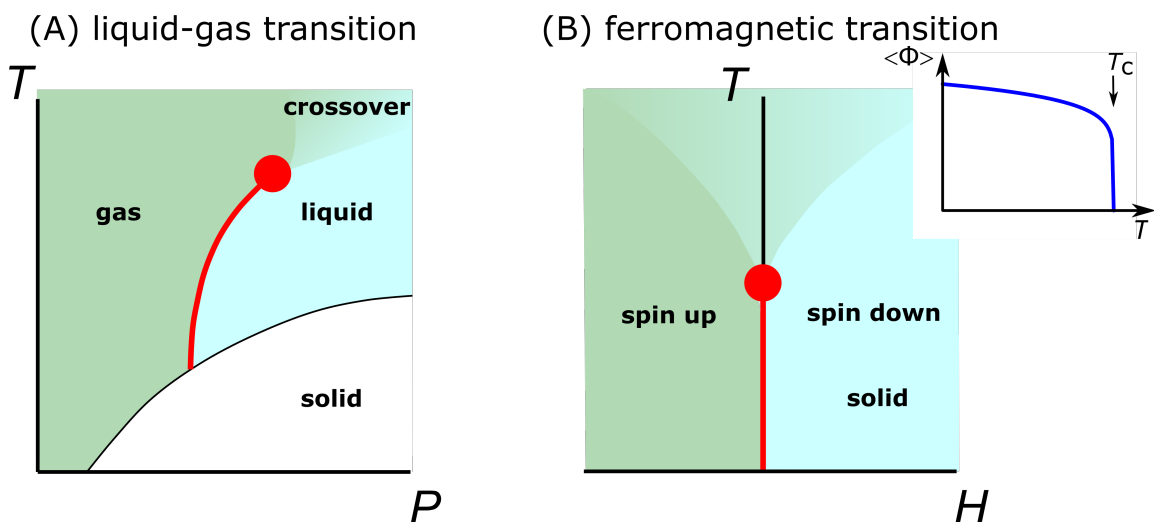 (A) liquid-gas transition
T
crossover
gas
liquid
solid
P
(B) ferromagnetic transition
T
spin up
spin down
solid
H
<Φ>
Tc
T